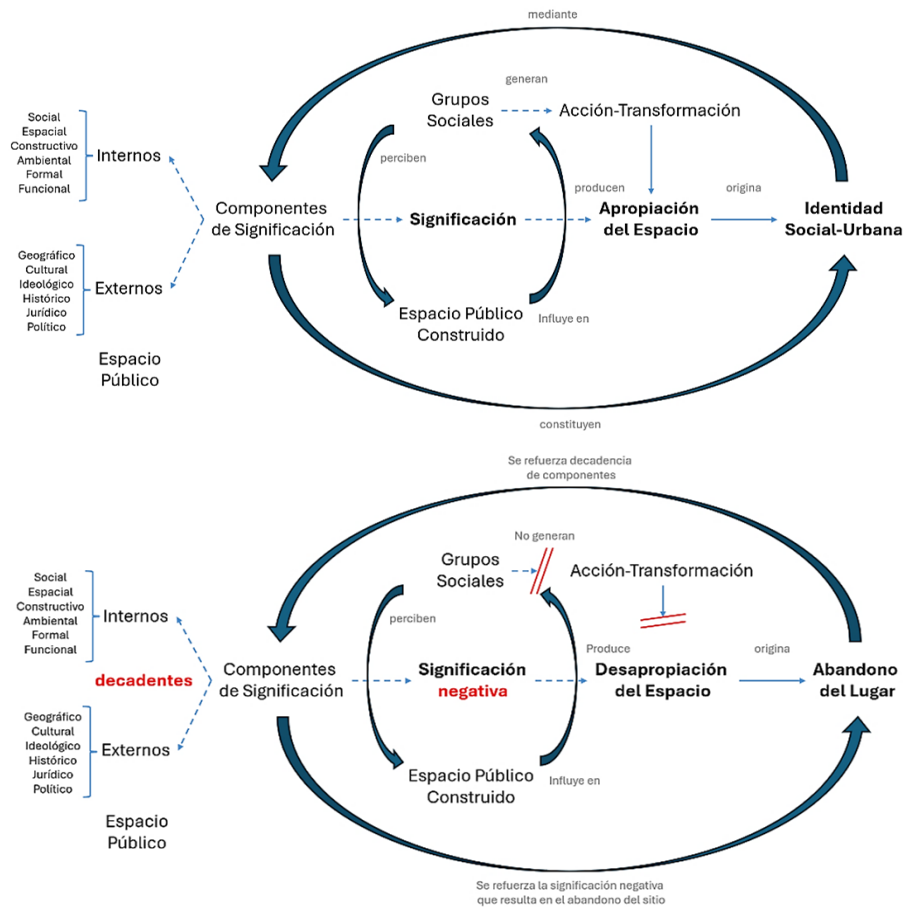 mediante
generan
Grupos
Sociales
Acción-Transformación
Social
Espacial
Constructivo
Ambiental
Formal
Funcional
Internos
perciben
producen
origina
Componentes
de Significación
Significación
Apropiación
del Espacio
Identidad
Social-Urbana
Geográfico
Cultural
Ideológico
Histórico
Jurídico
Político
Externos
Espacio Público
Construido
Influye en
Espacio
Público
constituyen
Se refuerza decadencia
de componentes
No generan
Grupos
Sociales
Acción-Transformación
Social
Espacial
Constructivo
Ambiental
Formal
Funcional
Internos
perciben
Produce
origina
decadentes
Componentes
de Significación
Significación
negativa
Desapropiación
del Espacio
Abandono
del Lugar
Geográfico
Cultural
Ideológico
Histórico
Jurídico
Político
Externos
Espacio Público
Construido
Influye en
Espacio
Público
Se refuerza la significación negativa
que resulta en el abandono del sitio